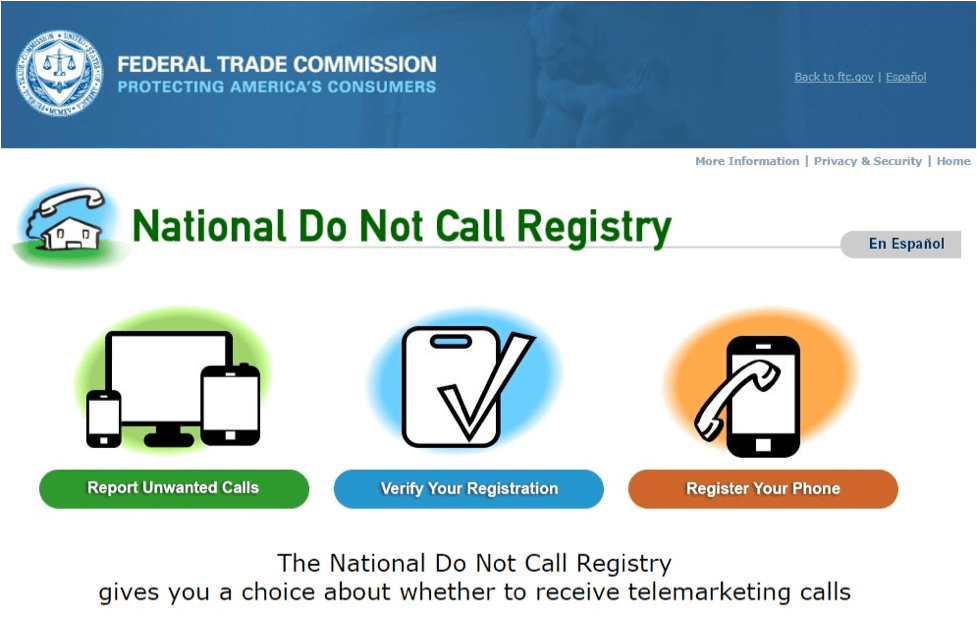 FEDERAL TRADE COMMISSION
PROTECTING AMERICA'S CONSUMERS
Back to ftc.gov | Español
More Information | Privacy & Security | Home
National Do Not Call Registry
En Español
Report Unwanted Calls
Verify Your Registration
Register Your Phone
The National Do Not Call Registry
gives you a choice about whether to receive telemarketing calls